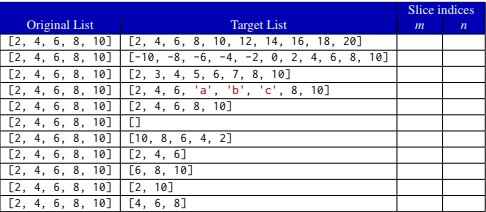 Slice indices
Original List Target List m n
[2, 4, 6, 8, 10] [2, 4, 6, 8, 10, 12, 14, 16, 18, 20]
[2, 4, 6, 8, 10] [-10, -8, -6, -4, -2, 0, 2, 4, 6, 8, 10]
[2, 4, 6, 8, 10] [2, 3, 4, 5, 6, 7, 8, 10]
[2, 4, 6, 8, 10] [2, 4, 6, 'a', 'b', 'c', 8, 10]
[2, 4, 6, 8, 10] [2, 4, 6, 8, 10]
[2, 4, 6, 8, 10] []
[2, 4, 6, 8, 10] [10, 8, 6, 4, 2]
[2, 4, 6, 8, 10] [2, 4, 6]
[2, 4, 6, 8, 10] [6, 8, 10]
[2, 4, 6, 8, 10] [2, 10]
[2, 4, 6, 8, 10] [4, 6, 8]